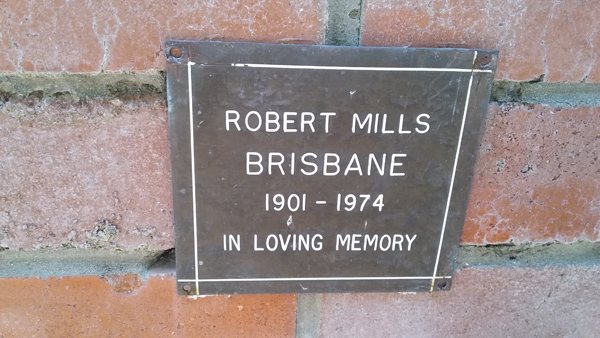 ROBERT MILLS
BRISBANE
1901 - 1974
IN LOVING MEMORY